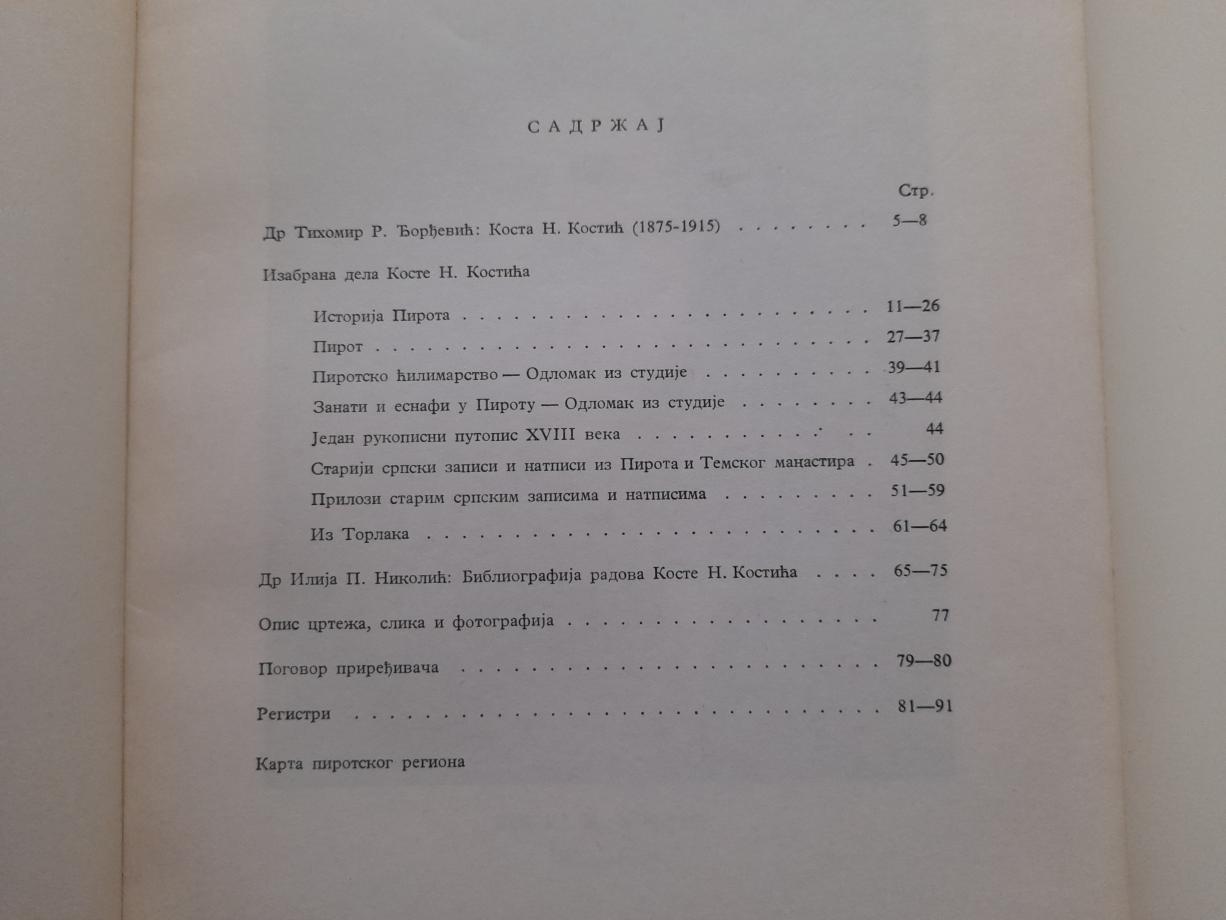 САДРЖАЈ
Стр.
Др Тихомир Р. Ђорђевић: Коста Н. Костић (1875-1915) . . . . . . . . 5—8
Изабрана дела Косте Н. Костића
Историја Пирота . . . . . . . . . . . . . . . . . . . . . . . . 11—26
Пирот . . . . . . . . . . . . . . . . . . . . . . . . . . . . . 27—37
Пиротско ћилимарство — Одломак из студије . . . . . . . . . . 39—41
Занати и еснафи у Пироту — Одломак из студије . . . . . . . . 43—44
Један рукописни путопис XVIII века . . . . . . . . . . . . . . 44
Старији српски записи и натписи из Пирота и Темског манастира . 45—50
Прилози старим српским записима и натписима . . . . . . . . . 51—59
Из Торлака . . . . . . . . . . . . . . . . . . . . . . . . . . 61—64
Др Илија П. Николић: Библиографија радова Косте Н. Костића . . . . 65—75
Опис цртежа, слика и фотографија . . . . . . . . . . . . . . . . . . 77
Поговор приређивача . . . . . . . . . . . . . . . . . . . . . . . . 79—80
Регистри . . . . . . . . . . . . . . . . . . . . . . . . . . . . . . 81—91
Карта пиротског региона